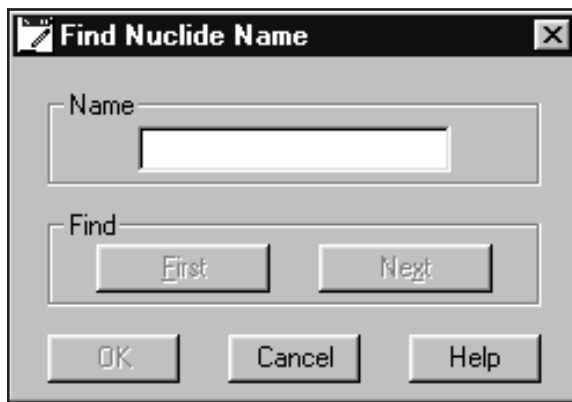 Find Nuclide Name
Name
Find
First Next
OK Cancel Help